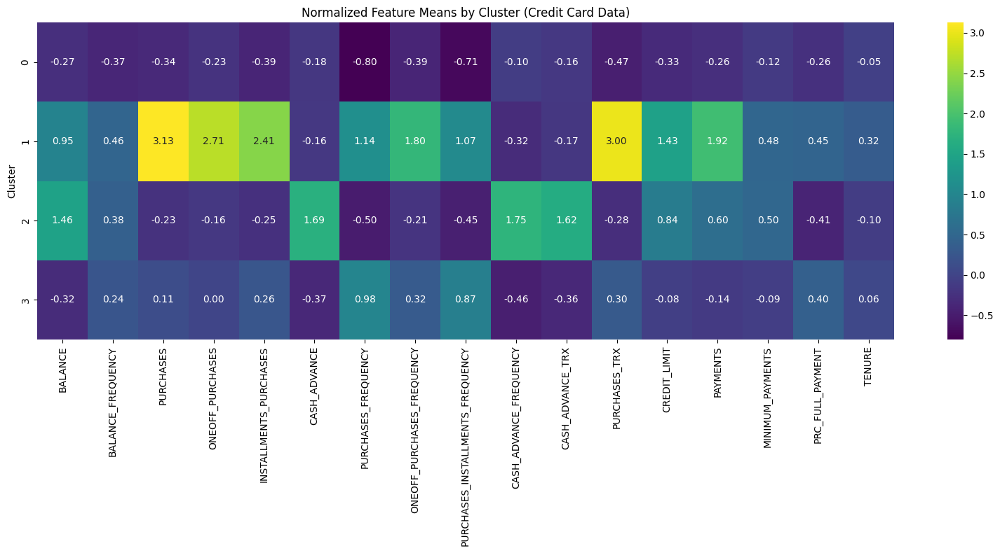 Normalized Feature Means by Cluster (Credit Card Data)
Cluster
0 -0.27 -0.37 -0.34 -0.23 -0.39 -0.18 -0.80 -0.39 -0.71 -0.10 -0.16 -0.47 -0.33 -0.26 -0.12 -0.26 -0.05
1 0.95 0.46 3.13 2.71 2.41 -0.16 1.14 1.80 1.07 -0.32 -0.17 3.00 1.43 1.92 0.48 0.45 0.32
2 1.46 0.38 -0.23 -0.16 -0.25 1.69 -0.50 -0.21 -0.45 1.75 1.62 -0.28 0.84 0.60 0.50 -0.41 -0.10
3 -0.32 0.24 0.11 0.00 0.26 -0.37 0.98 0.32 0.87 -0.46 -0.36 0.30 -0.08 -0.14 -0.09 0.40 0.06
BALANCE
BALANCE_FREQUENCY
PURCHASES
ONEOFF_PURCHASES
INSTALLMENTS_PURCHASES
CASH_ADVANCE
PURCHASES_FREQUENCY
ONEOFF_PURCHASES_FREQUENCY
PURCHASES_INSTALLMENTS_FREQUENCY
CASH_ADVANCE_FREQUENCY
CASH_ADVANCE_TRX
PURCHASES_TRX
CREDIT_LIMIT
PAYMENTS
MINIMUM_PAYMENTS
PRC_FULL_PAYMENT
TENURE
3.0
2.5
2.0
1.5
1.0
0.5
0.0
−0.5